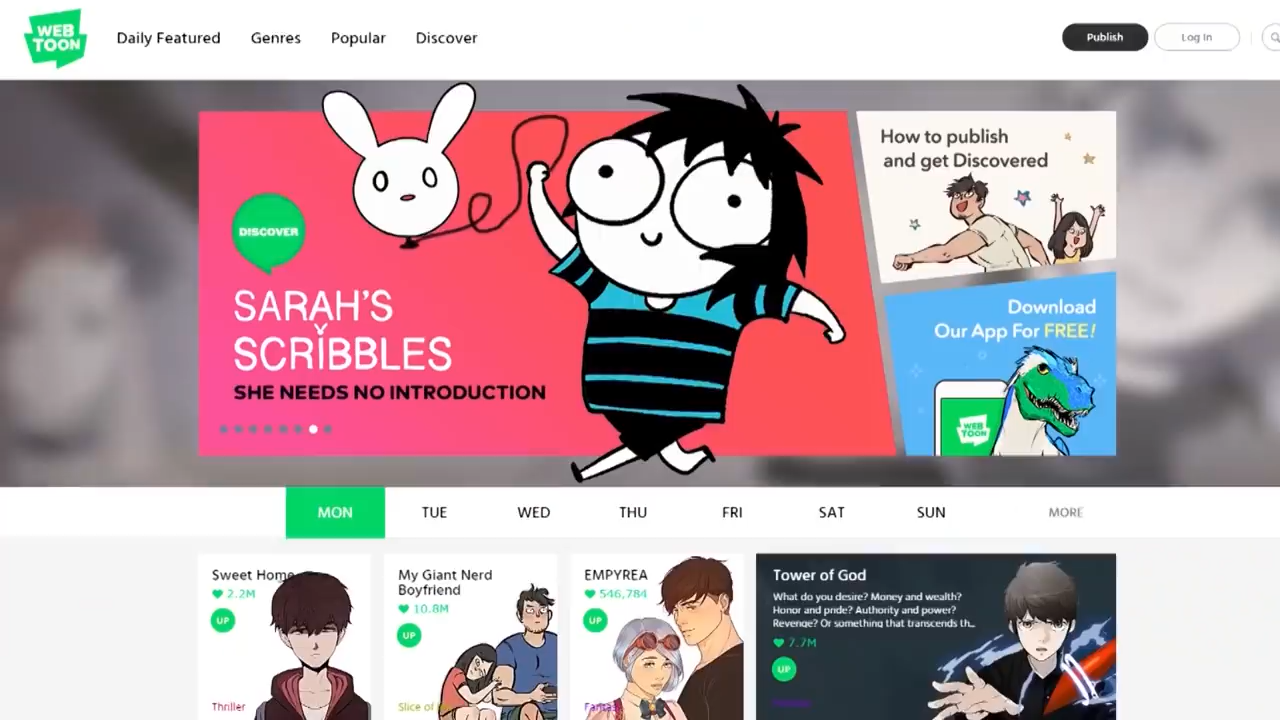 WEB
TOON
Daily Featured
Genres
Popular
Discover
Publish
Log In
DISCOVER
SARAH'S
SCRIBBLES
SHE NEEDS NO INTRODUCTION
How to publish
and get Discovered
Download
Our App For FREE!
WEB
TOON
MON
TUE
WED
THU
FRI
SAT
SUN
MORE
Sweet Home
2.2M
UP
Thriller
My Giant Nerd
Boyfriend
10.8M
UP
Slice of
EMPYREA
546,784
UP
Fantasy
Tower of God
What do you desire? Money and wealth?
Honor and pride? Authority and power?
Revenge? Or something that transcends th...
7.7M
UP